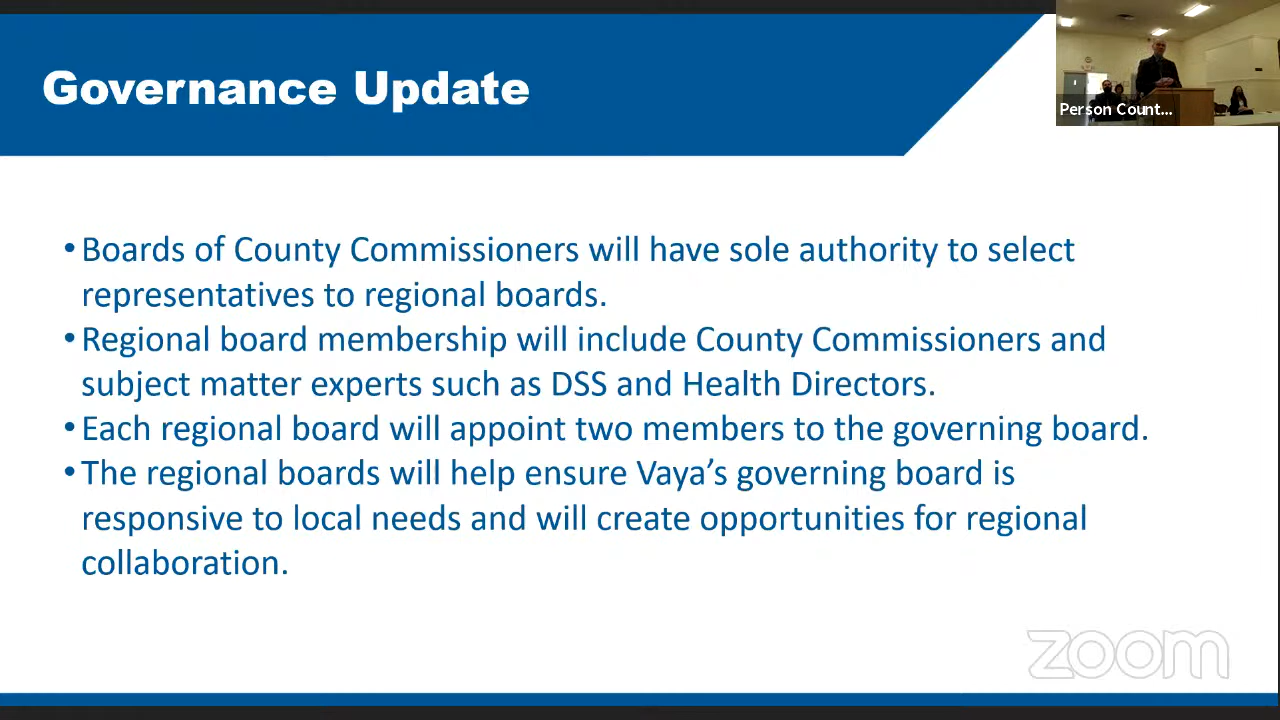 Governance Update
Person Count...
•Boards of County Commissioners will have sole authority to select
representatives to regional boards.
•Regional board membership will include County Commissioners and
subject matter experts such as DSS and Health Directors.
•Each regional board will appoint two members to the governing board.
•The regional boards will help ensure Vaya’s governing board is
responsive to local needs and will create opportunities for regional
collaboration.
zoom